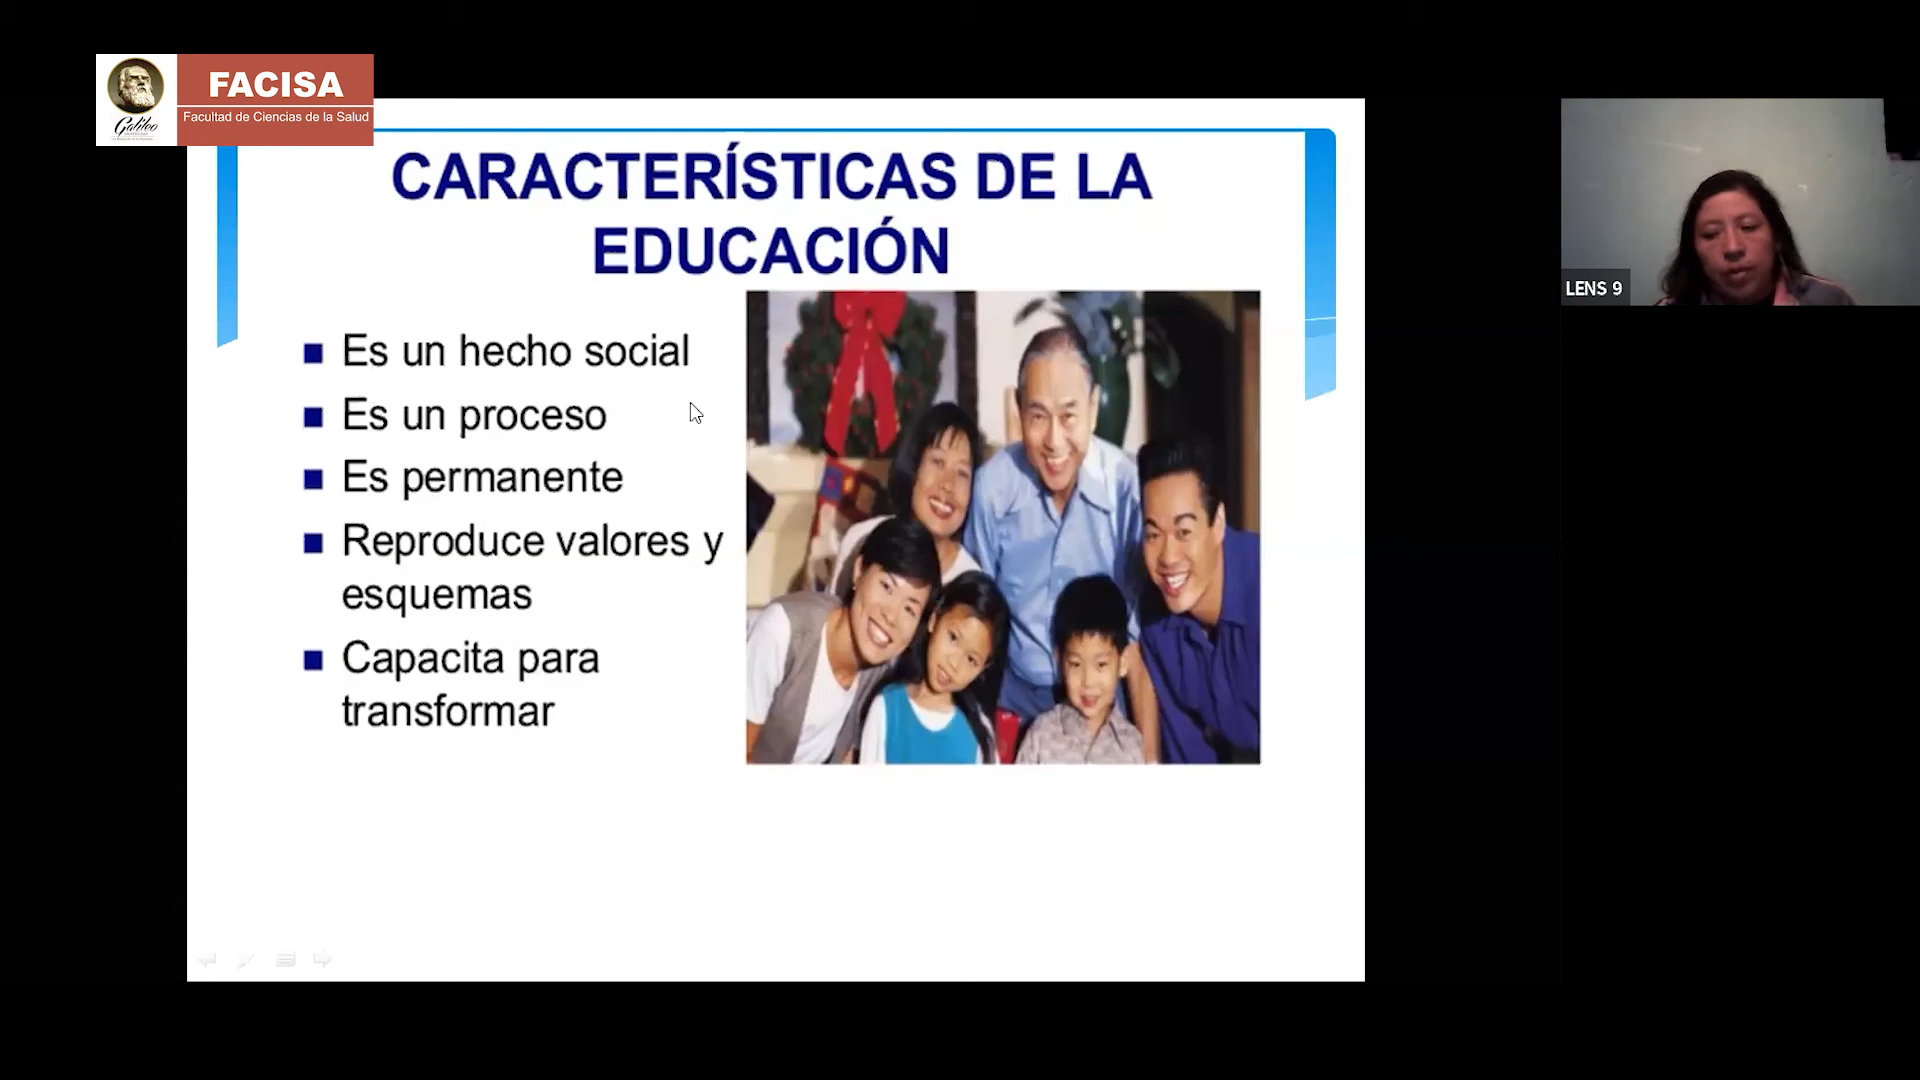 FACISA
Facultad de Ciencias de la Salud
Galileo
CARACTERÍSTICAS DE LA
EDUCACIÓN
Es un hecho social
Es un proceso
Es permanente
Reproduce valores y
esquemas
Capacita para
transformar
LENS 9